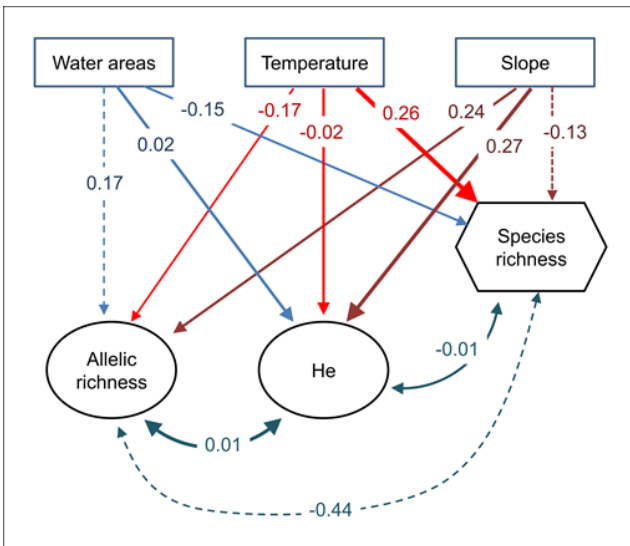 Water areas
Temperature
Slope
-0.15
-0.17
0.26
0.24
-0.02
0.02
0.27
-0.13
0.17
Species
richness
Allelic
richness
He
-0.01
0.01
-0.44